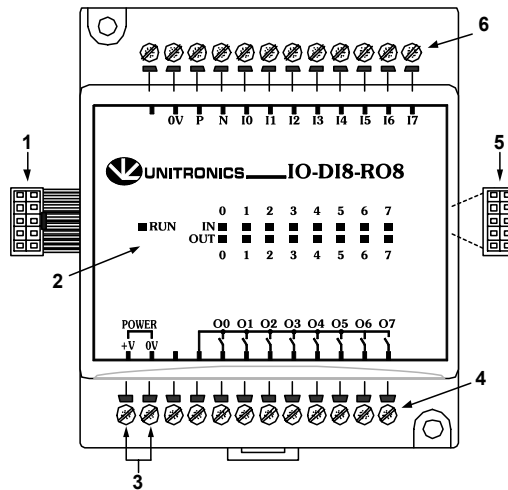 6
0V P N I0 I1 I2 I3 I4 I5 I6 I7
1
5
UNITRONICS IO-DI8-RO8
0 1 2 3 4 5 6 7
RUN IN
OUT
0 1 2 3 4 5 6 7
2
POWER O0 O1 O2 O3 O4 O5 O6 O7
+V 0V
4
3